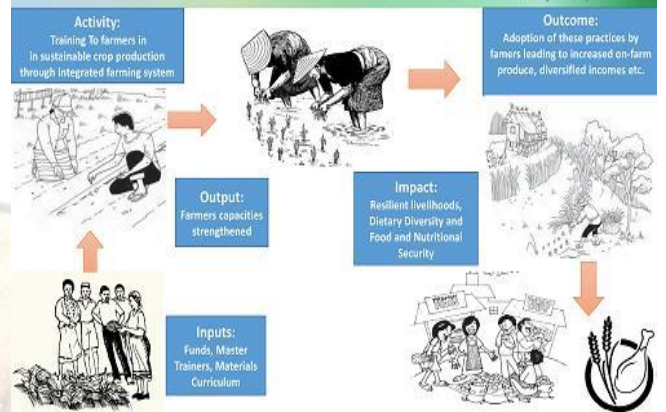 Activity:
Training To farmers in
in sustainable crop production
through integrated farming system
Outcome:
Adoption of these practices by
famers leading to increased on-farm
produce, diversified incomes etc.
Output:
Farmers capacities
strengthened
Impact:
Resilient livelihoods,
Dietary Diversity and
Food and Nutritional
Security
Inputs:
Funds, Master
Trainers, Materials
Curriculum